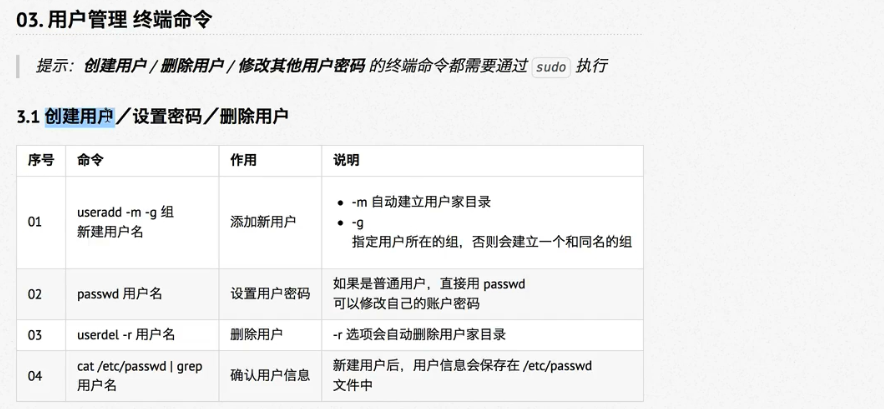 03. 用户管理 终端命令
提示：创建用户 / 删除用户 / 修改其他用户密码 的终端命令都需要通过 sudo 执行
3.1 创建用户／设置密码／删除用户
序号 命令 作用 说明
01 useradd -m -g 组 新建用户名 添加新用户
-m 自动建立用户家目录
-g
指定用户所在的组，否则会建立一个和同名的组
02 passwd 用户名 设置用户密码 如果是普通用户，直接用 passwd
可以修改自己的账户密码
03 userdel -r 用户名 删除用户 -r 选项会自动删除用户家目录
04 cat /etc/passwd | grep 用户名 确认用户信息 新建用户后，用户信息会保存在 /etc/passwd
文件中